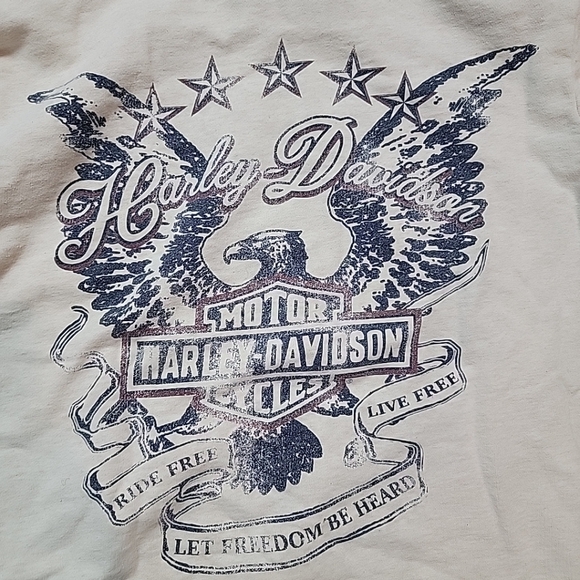 Harley-Davidson
MOTOR
HARLEY-DAVIDSON
CYCLES
RIDE FREE
LET FREEDOM BE HEARD
LIVE FREE